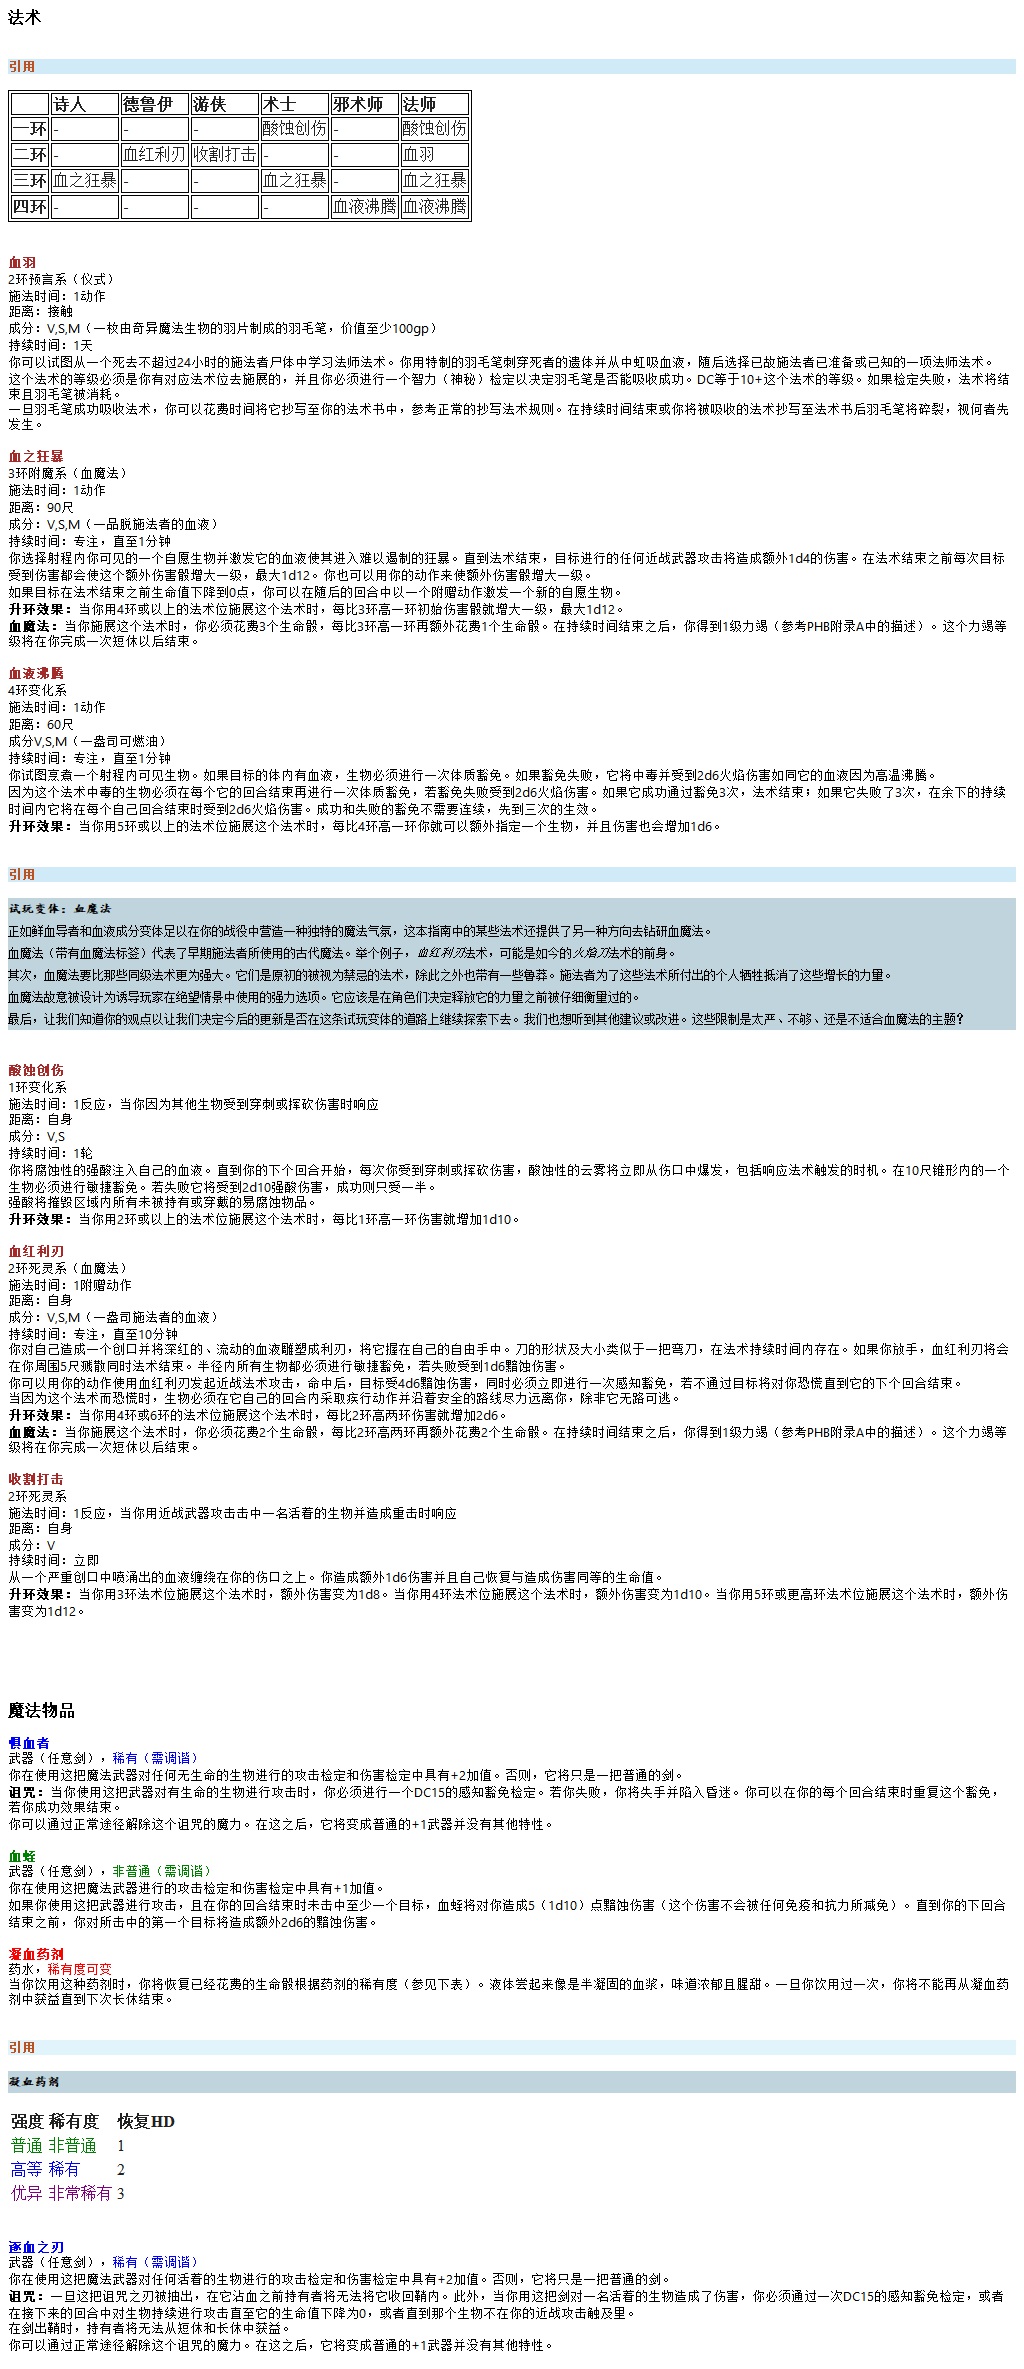 法术
引用
诗人 德鲁伊 游侠 术士 邪术师 法师
一环 - - - 酸蚀创伤 - 酸蚀创伤
二环 - 血红利刃 收割打击 - - 血羽
三环 血之狂暴 - - 血之狂暴 - 血之狂暴
四环 - - - - 血液沸腾 血液沸腾
血羽
2环预言系（仪式）
施法时间：1动作
距离：接触
成分：V,S,M（一枚由奇异魔法生物的羽片制成的羽毛笔，价值至少100gp）
持续时间：1天
你可以试图从一个死去不超过24小时的施法者尸体中学习法师法术。你用特制的羽毛笔刺穿死者的遗体并从中虹吸血液，随后选择已故施法者已准备或已知的一项法师法术。
这个法术的等级必须是你有对应法术位去施展的，并且你必须进行一个智力（神秘）检定以决定羽毛笔是否能吸收成功。DC等于10+这个法术的等级。如果检定失败，法术将结
束且羽毛笔被消耗。
一旦羽毛笔成功吸收法术，你可以花费时间将它抄写至你的法术书中，参考正常的抄写法术规则。在持续时间结束或你将被吸收的法术抄写至法术书后羽毛笔将碎裂，视何者先
发生。
血之狂暴
3环附魔系（血魔法）
施法时间：1动作
距离：90尺
成分：V,S,M（一品脱施法者的血液）
持续时间：专注，直至1分钟
你选择射程内你可见的一个自愿生物并激发它的血液使其进入难以遏制的狂暴。直到法术结束，目标进行的任何近战武器攻击将造成额外1d4的伤害。在法术结束之前每次目标
受到伤害都会使这个额外伤害骰增大一级，最大1d12。你也可以用你的动作来使额外伤害骰增大一级。
如果目标在法术结束之前生命值下降到0点，你可以在随后的回合中以一个附赠动作激发一个新的自愿生物。
升环效果：当你用4环或以上的法术位施展这个法术时，每比3环高一环初始伤害骰就增大一级，最大1d12。
血魔法：当你施展这个法术时，你必须花费3个生命骰，每比3环高一环再额外花费1个生命骰。在持续时间结束之后，你得到1级力竭（参考PHB附录A中的描述）。这个力竭等
级将在你完成一次短休以后结束。
血液沸腾
4环变化系
施法时间：1动作
距离：60尺
成分V,S,M（一盎司可燃油）
持续时间：专注，直至1分钟
你试图烹煮一个射程内可见生物。如果目标的体内有血液，生物必须进行一次体质豁免。如果豁免失败，它将中毒并受到2d6火焰伤害如同它的血液因为高温沸腾。
因为这个法术中毒的生物必须在每个它的回合结束再进行一次体质豁免，若豁免失败受到2d6火焰伤害。如果它成功通过豁免3次，法术结束；如果它失败了3次，在余下的持续
时间内它将在每个自己回合结束时受到2d6火焰伤害。成功和失败的豁免不需要连续，先到三次的生效。
升环效果：当你用5环或以上的法术位施展这个法术时，每比4环高一环你就可以额外指定一个生物，并且伤害也会增加1d6。
引用
试玩变体：血魔法
正如鲜血导者和血液成分变体足以在你的战役中营造一种独特的魔法气氛，这本指南中的某些法术还提供了另一种方向去钻研血魔法。
血魔法（带有血魔法标签）代表了早期施法者所使用的古代魔法。举个例子，血红利刃法术，可能是如今的火焰刀法术的前身。
其次，血魔法要比那些同级法术更为强大。它们是原初的被视为禁忌的法术，除此之外也带有一些鲁莽。施法者为了这些法术所付出的个人牺牲抵消了这些增长的力量。
血魔法故意被设计为诱导玩家在绝望情景中使用的强力选项。它应该是在角色们决定释放它的力量之前被仔细衡量过的。
最后，让我们知道你的观点以让我们决定今后的更新是否在这条试玩变体的道路上继续探索下去。我们也想听到其他建议或改进。这些限制是太严、不够、还是不适合血魔法的主题？
酸蚀创伤
1环变化系
施法时间：1反应，当你因为其他生物受到穿刺或挥砍伤害时响应
距离：自身
成分：V,S
持续时间：1轮
你将腐蚀性的强酸注入自己的血液。直到你的下个回合开始，每次你受到穿刺或挥砍伤害，酸蚀性的云雾将立即从伤口中爆发，包括响应法术触发的时机。在10尺锥形内的一个
生物必须进行敏捷豁免。若失败它将受到2d10强酸伤害，成功则只受一半。
强酸将摧毁区域内所有未被持有或穿戴的易腐蚀物品。
升环效果：当你用2环或以上的法术位施展这个法术时，每比1环高一环伤害就增加1d10。
血红利刃
2环死灵系（血魔法）
施法时间：1附赠动作
距离：自身
成分：V,S,M（一盎司施法者的血液）
持续时间：专注，直至10分钟
你对自己造成一个创口并将深红的、流动的血液雕塑成利刃，将它握在自己的自由手中。刀的形状及大小类似于一把弯刀，在法术持续时间内存在。如果你放手，血红利刃将会
在你周围5尺溅散同时法术结束。半径内所有生物都必须进行敏捷豁免，若失败受到1d6黯蚀伤害。
你可以用你的动作使用血红利刃发起近战法术攻击，命中后，目标受4d6黯蚀伤害，同时必须立即进行一次感知豁免，若不通过目标将对你恐慌直到它的下个回合结束。
当因为这个法术而恐慌时，生物必须在它自己的回合内采取疾行动作并沿着安全的路线尽力远离你，除非它无路可逃。
升环效果：当你用4环或6环的法术位施展这个法术时，每比2环高两环伤害就增加2d6。
血魔法：当你施展这个法术时，你必须花费2个生命骰，每比2环高两环再额外花费2个生命骰。在持续时间结束之后，你得到1级力竭（参考PHB附录A中的描述）。这个力竭等
级将在你完成一次短休以后结束。
收割打击
2环死灵系
施法时间：1反应，当你用近战武器攻击击中一名活着的生物并造成重击时响应
距离：自身
成分：V
持续时间：立即
从一个严重创口中喷涌出的血液缠绕在你的伤口之上。你造成额外1d6伤害并且自己恢复与造成伤害同等的生命值。
升环效果：当你用3环法术位施展这个法术时，额外伤害变为1d8。当你用4环法术位施展这个法术时，额外伤害变为1d10。当你用5环或更高环法术位施展这个法术时，额外伤
害变为1d12。
魔法物品
惧血者
武器（任意剑），稀有（需调谐）
你在使用这把魔法武器对任何无生命的生物进行的攻击检定和伤害检定中具有+2加值。否则，它将只是一把普通的剑。
诅咒：当你使用这把武器对有生命的生物进行攻击时，你必须进行一个DC15的感知豁免检定。若你失败，你将失手并陷入昏迷。你可以在你的每个回合结束时重复这个豁免，
若你成功效果结束。
你可以通过正常途径解除这个诅咒的魔力。在这之后，它将变成普通的+1武器并没有其他特性。
血蛭
武器（任意剑），非普通（需调谐）
你在使用这把魔法武器进行的攻击检定和伤害检定中具有+1加值。
如果你使用这把武器进行攻击，且在你的回合结束时未击中至少一个目标，血蛭将对你造成5（1d10）点黯蚀伤害（这个伤害不会被任何免疫和抗力所减免）。直到你的下回合
结束之前，你对所击中的第一个目标将造成额外2d6的黯蚀伤害。
凝血药剂
药水，稀有度可变
当你饮用这种药剂时，你将恢复已经花费的生命骰根据药剂的稀有度（参见下表）。液体尝起来像是半凝固的血浆，味道浓郁且腥甜。一旦你饮用过一次，你将不能再从凝血药
剂中获益直到下次长休结束。
引用
凝血药剂
强度 稀有度 恢复HD
普通 非普通 1
高等 稀有 2
优异 非常稀有 3
逐血之刃
武器（任意剑），稀有（需调谐）
你在使用这把魔法武器对任何活着的生物进行的攻击检定和伤害检定中具有+2加值。否则，它将只是一把普通的剑。
诅咒：一旦这把诅咒之刃被抽出，在它沾血之前持有者将无法将它收回鞘内。此外，当你用这把剑对一名活着的生物造成了伤害，你必须通过一次DC15的感知豁免检定，或者
在接下来的回合中对生物持续进行攻击直至它的生命值下降为0，或者直到那个生物不在你的近战攻击触及里。
在剑出鞘时，持有者将无法从短休和长休中获益。
你可以通过正常途径解除这个诅咒的魔力。在这之后，它将变成普通的+1武器并没有其他特性。